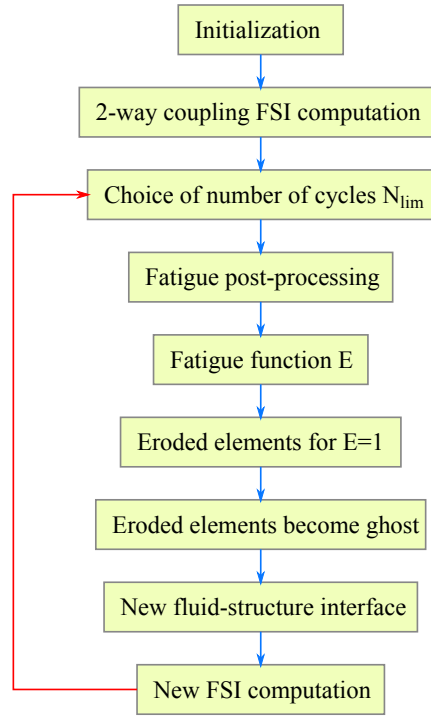 Initialization
2-way coupling FSI computation
Choice of number of cycles N_lim
Fatigue post-processing
Fatigue function E
Eroded elements for E=1
Eroded elements become ghost
New fluid-structure interface
New FSI computation